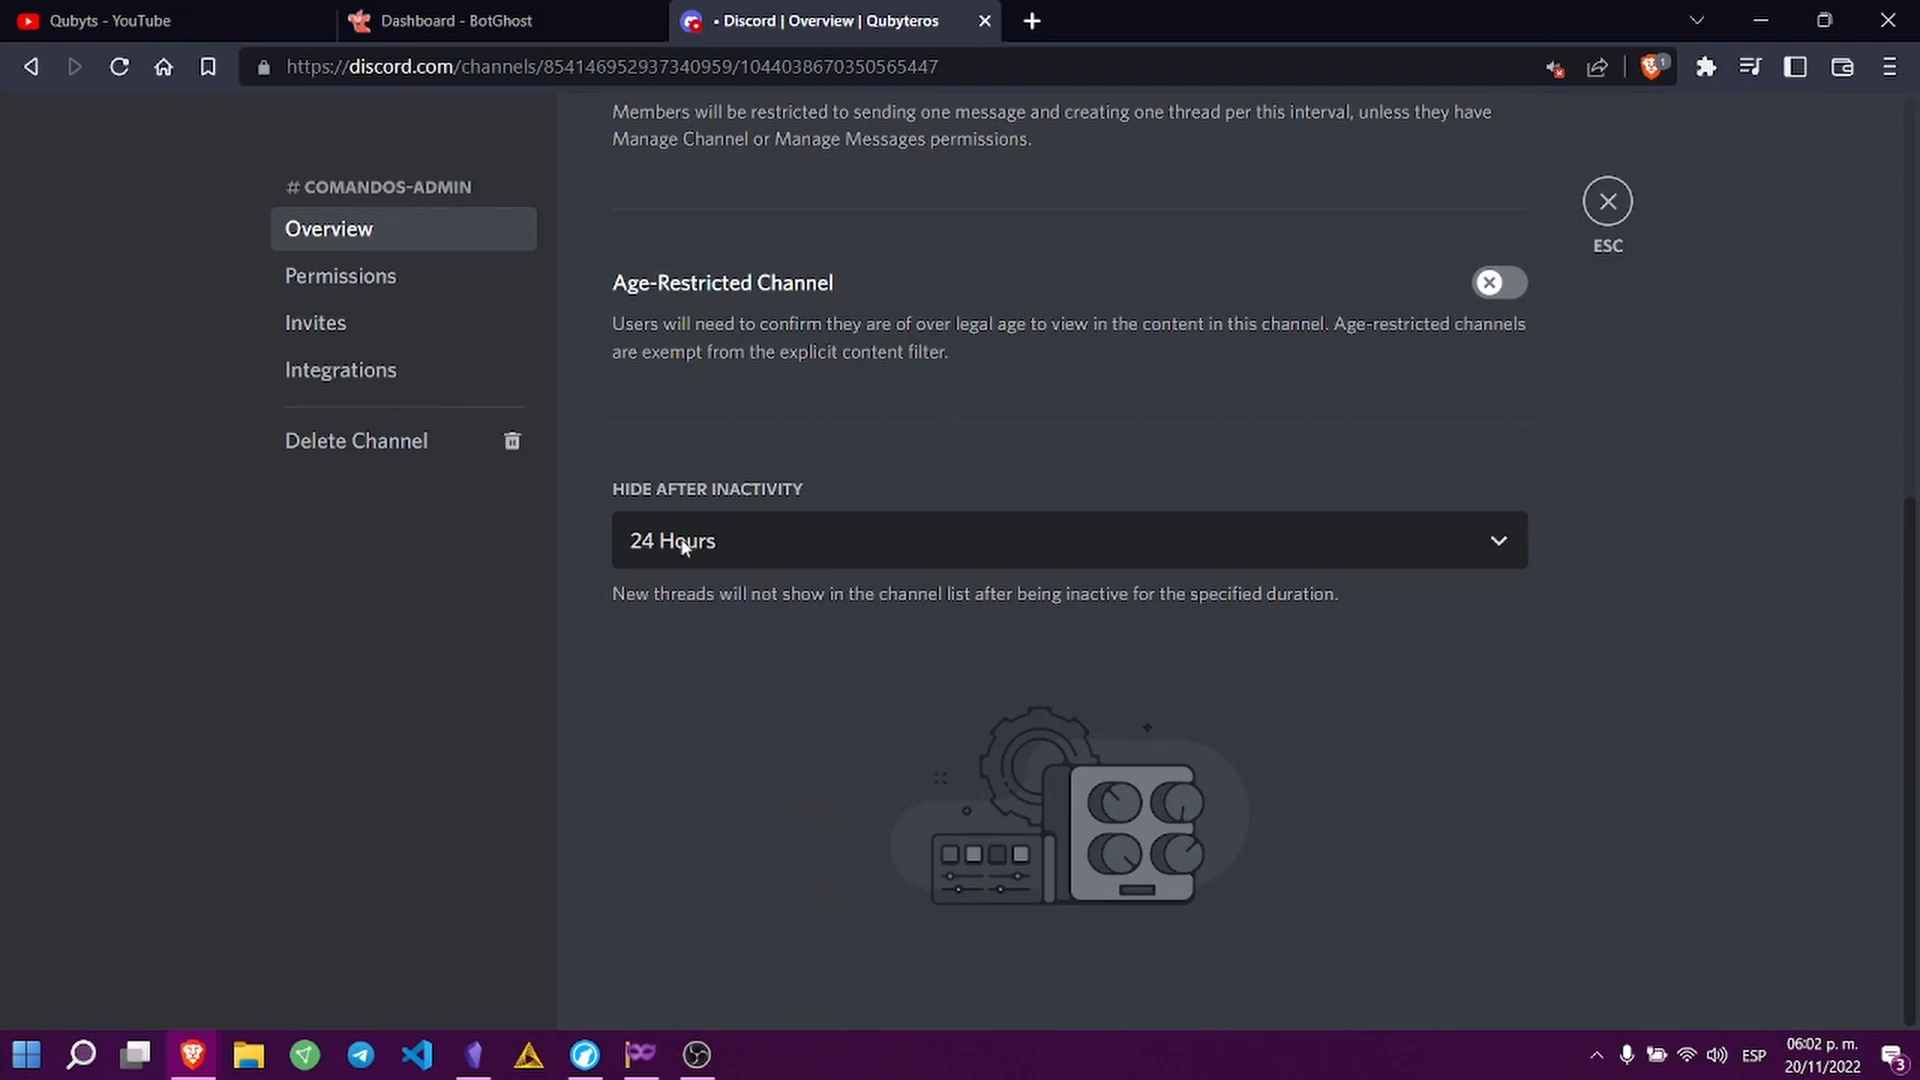 Qubyts - YouTube
Dashboard - BotGhost
• Discord | Overview | Qubyteros
https://discord.com/channels/854146952937340959/1044038670350565447
1
Members will be restricted to sending one message and creating one thread per this interval, unless they have
Manage Channel or Manage Messages permissions.
# COMANDOS-ADMIN
Overview
Permissions
Invites
Integrations
Delete Channel
ESC
Age-Restricted Channel
Users will need to confirm they are of over legal age to view in the content in this channel. Age-restricted channels
are exempt from the explicit content filter.
HIDE AFTER INACTIVITY
24 Hours
New threads will not show in the channel list after being inactive for the specified duration.
ESP
06:02 p. m.
20/11/2022
3